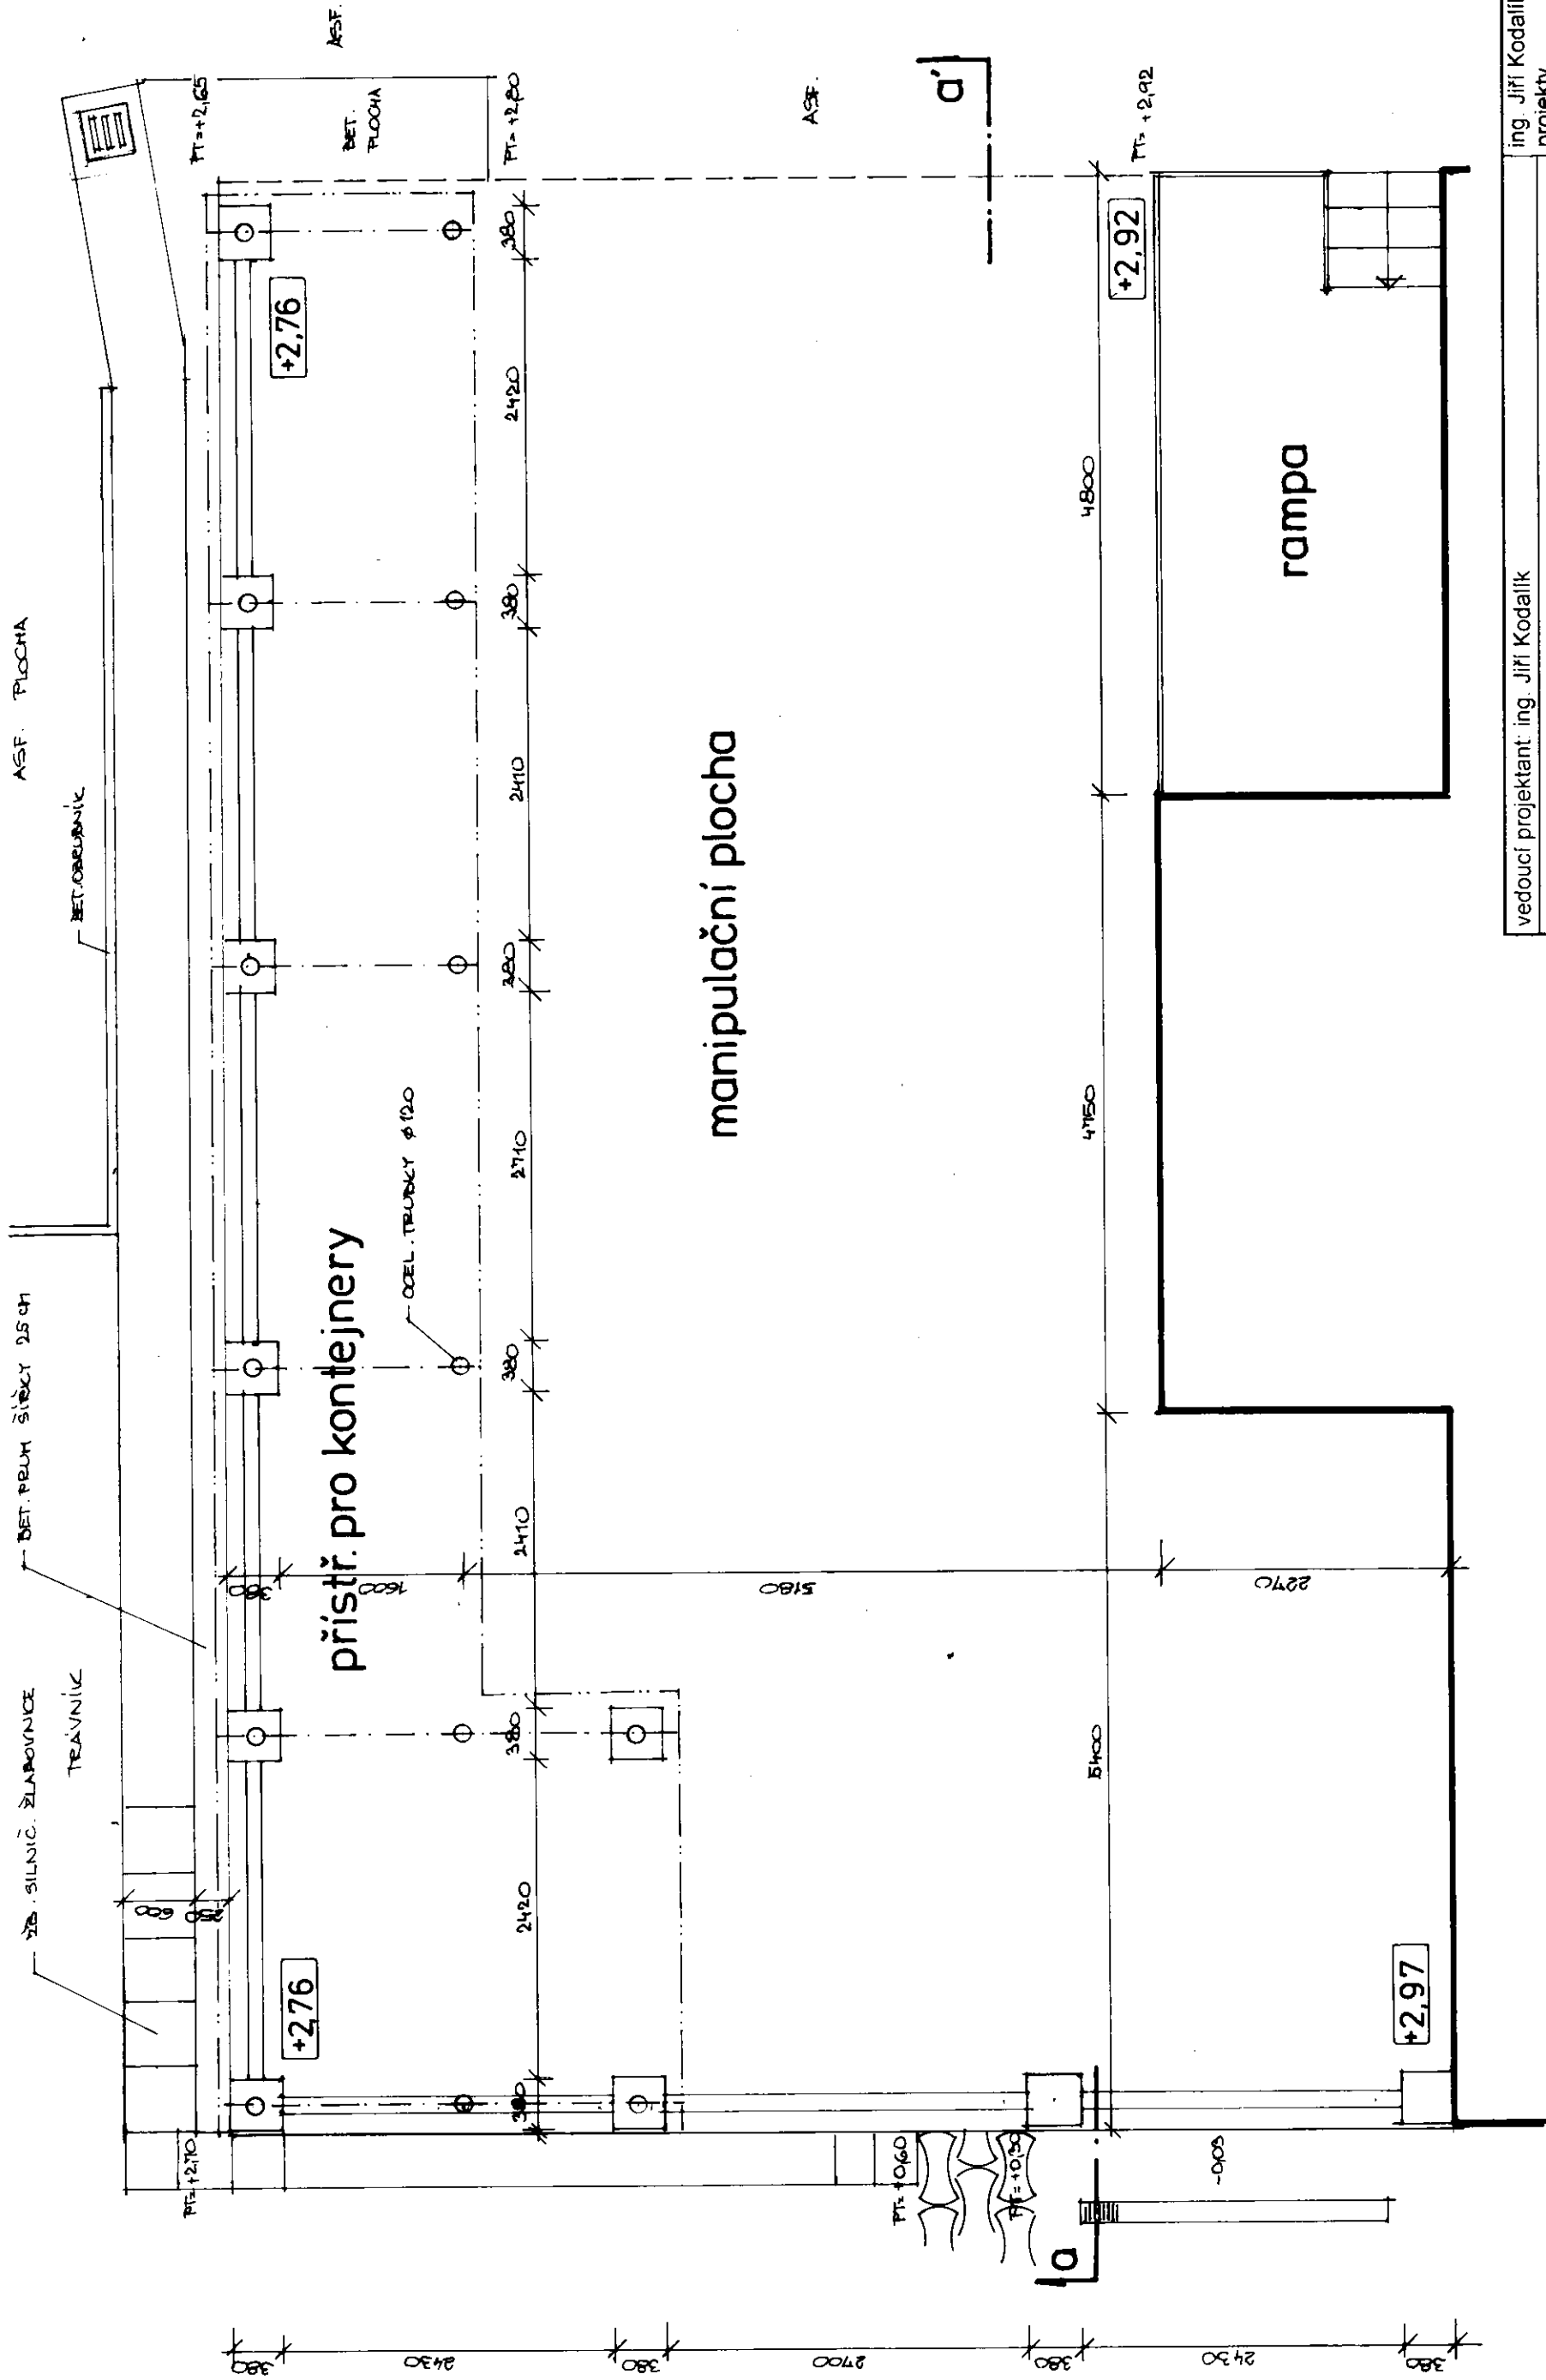 ŽB. SILNIČ. ŽLABOVNICE
BET. PRUH ŠÍŘKY 25 CM
TRÁVNÍK
BET. OBRUBNÍK
ASF. PLOCHA
ASF.
PT=+2,70
600
250
PT=+2,65
BET.
PLOCHA
PT=+2,80
+2,76
+2,76
380
1600
5180
2270
přístř. pro kontejnery
OCEL. TRUBKY ø 120
380
2420
380
2410
380
2710
380
2410
380
2420
380
manipulační plocha
ASF.
a'
PT=+0,60
PT=+0,30
5400
4750
4800
PT=+2,92
+2,92
a
-0,03
+2,97
rampa
380
2430
380
2700
380
2430
380
vedoucí projektant: ing. Jiří Kodalík
ing. Jiří Kodalík
projekty